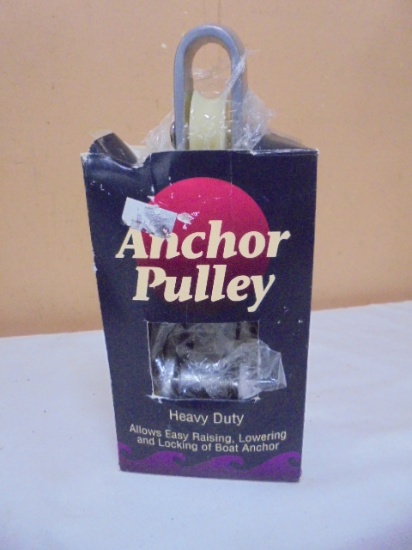 Anchor
Pulley
Heavy Duty
Allows Easy Raising, Lowering
and Locking of Boat Anchor